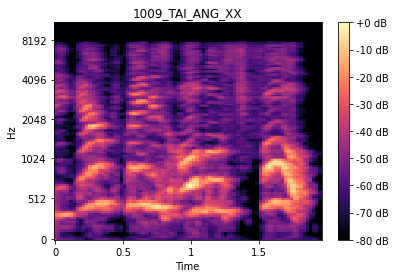 1009_TAI_ANG_XX
+0 dB
8192
-10 dB
4096
-20 dB
-30 dB
2048
Hz
-40 dB
1024
-50 dB
512
-60 dB
-70 dB
0
-80 dB
0
0.5
1
1.5
Time